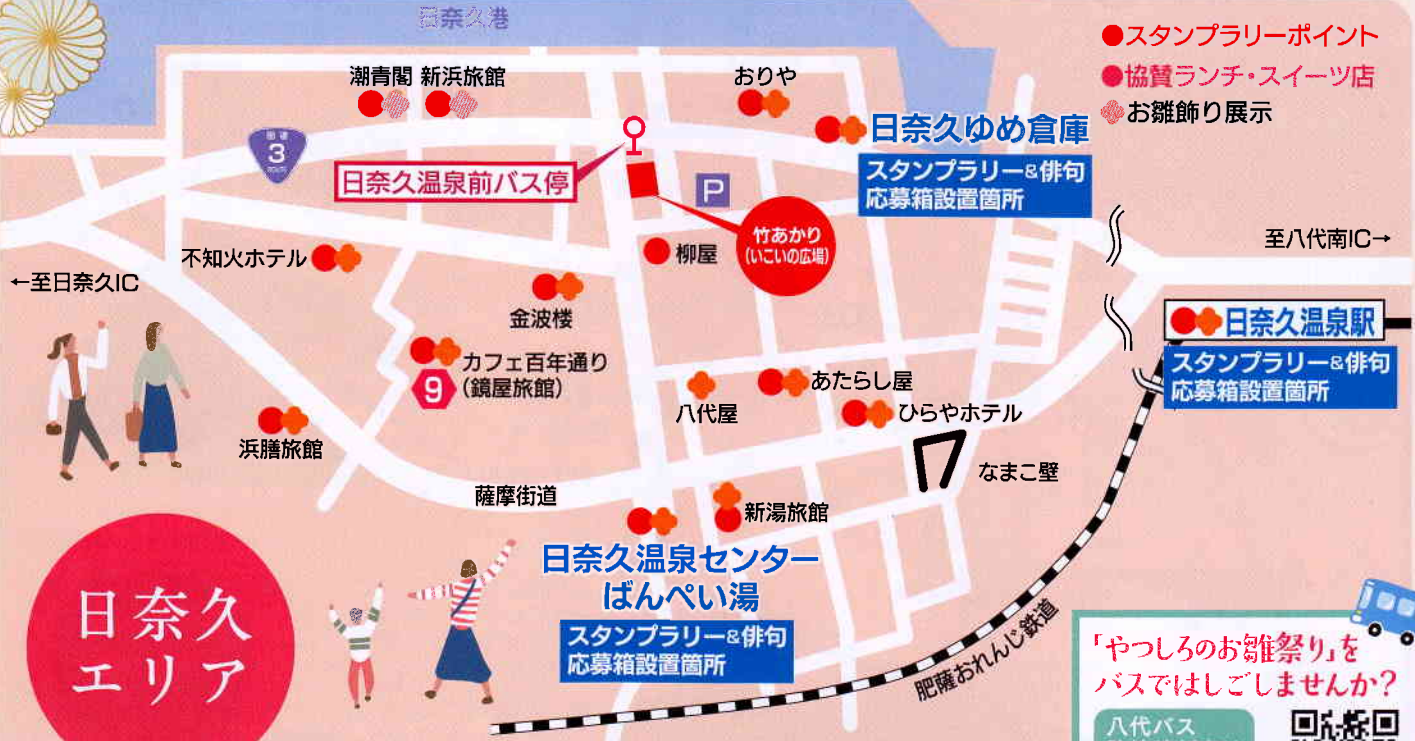 日奈久港
●スタンプラリーポイント
●協賛ランチ・スイーツ店
お雛飾り展示
潮青閣
新浜旅館
おりや
日奈久ゆめ倉庫
スタンプラリー&俳句
応募箱設置箇所
3
日奈久温泉前バス停
P
竹あかり
(いこいの広場)
柳屋
不知火ホテル
←至日奈久IC
至八代南IC→
金波楼
日奈久温泉駅
スタンプラリー&俳句
応募箱設置箇所
9
カフェ百年通り
(鏡屋旅館)
八代屋
あたらし屋
ひらやホテル
浜膳旅館
なまこ壁
薩摩街道
新湯旅館
日奈久温泉センター
ばんぺい湯
スタンプラリー&俳句
応募箱設置箇所
肥薩おれんじ鉄道
日奈久
エリア
「やつしろのお雛祭り」を
バスではしごしませんか?
八代バス